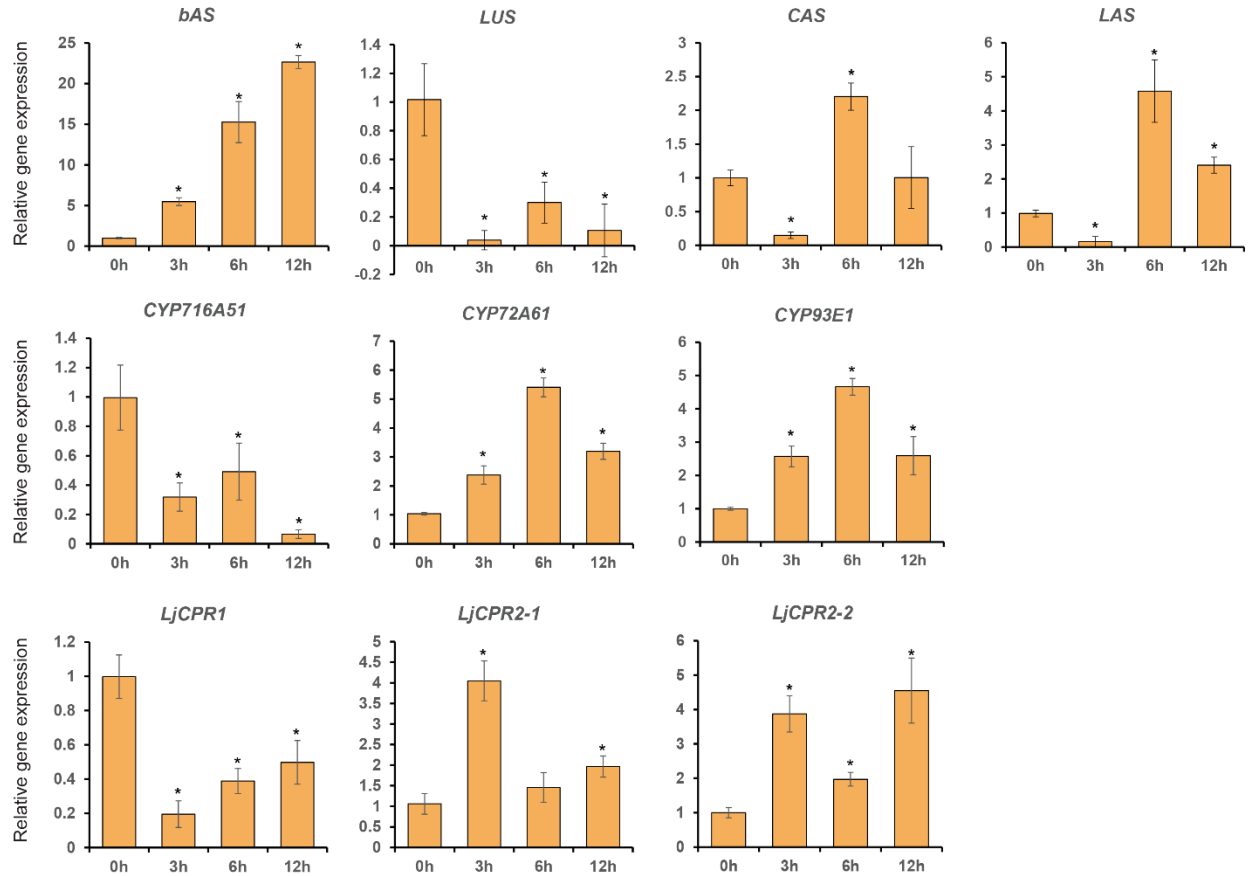 bAS
LUS
CAS
LAS
Relative gene expression
25
20
15
10
5
0
0h 3h 6h 12h
* * *
1.4
1.2
1
0.8
0.6
0.4
0.2
0
-0.2
0h 3h 6h 12h
* * *
3
2.5
2
1.5
1
0.5
0
0h 3h 6h 12h
* *
6
5
4
3
2
1
0
0h 3h 6h 12h
* * *
CYP716A51
CYP72A61
CYP93E1
Relative gene expression
1.4
1.2
1
0.8
0.6
0.4
0.2
0
0h 3h 6h 12h
* * *
7
6
5
4
3
2
1
0
0h 3h 6h 12h
* * *
6
5
4
3
2
1
0
0h 3h 6h 12h
* * *
LjCPR1
LjCPR2-1
LjCPR2-2
Relative gene expression
1.2
1
0.8
0.6
0.4
0.2
0
0h 3h 6h 12h
* * *
5
4.5
4
3.5
3
2.5
2
1.5
1
0.5
0
0h 3h 6h 12h
* *
6
5
4
3
2
1
0
0h 3h 6h 12h
* * *